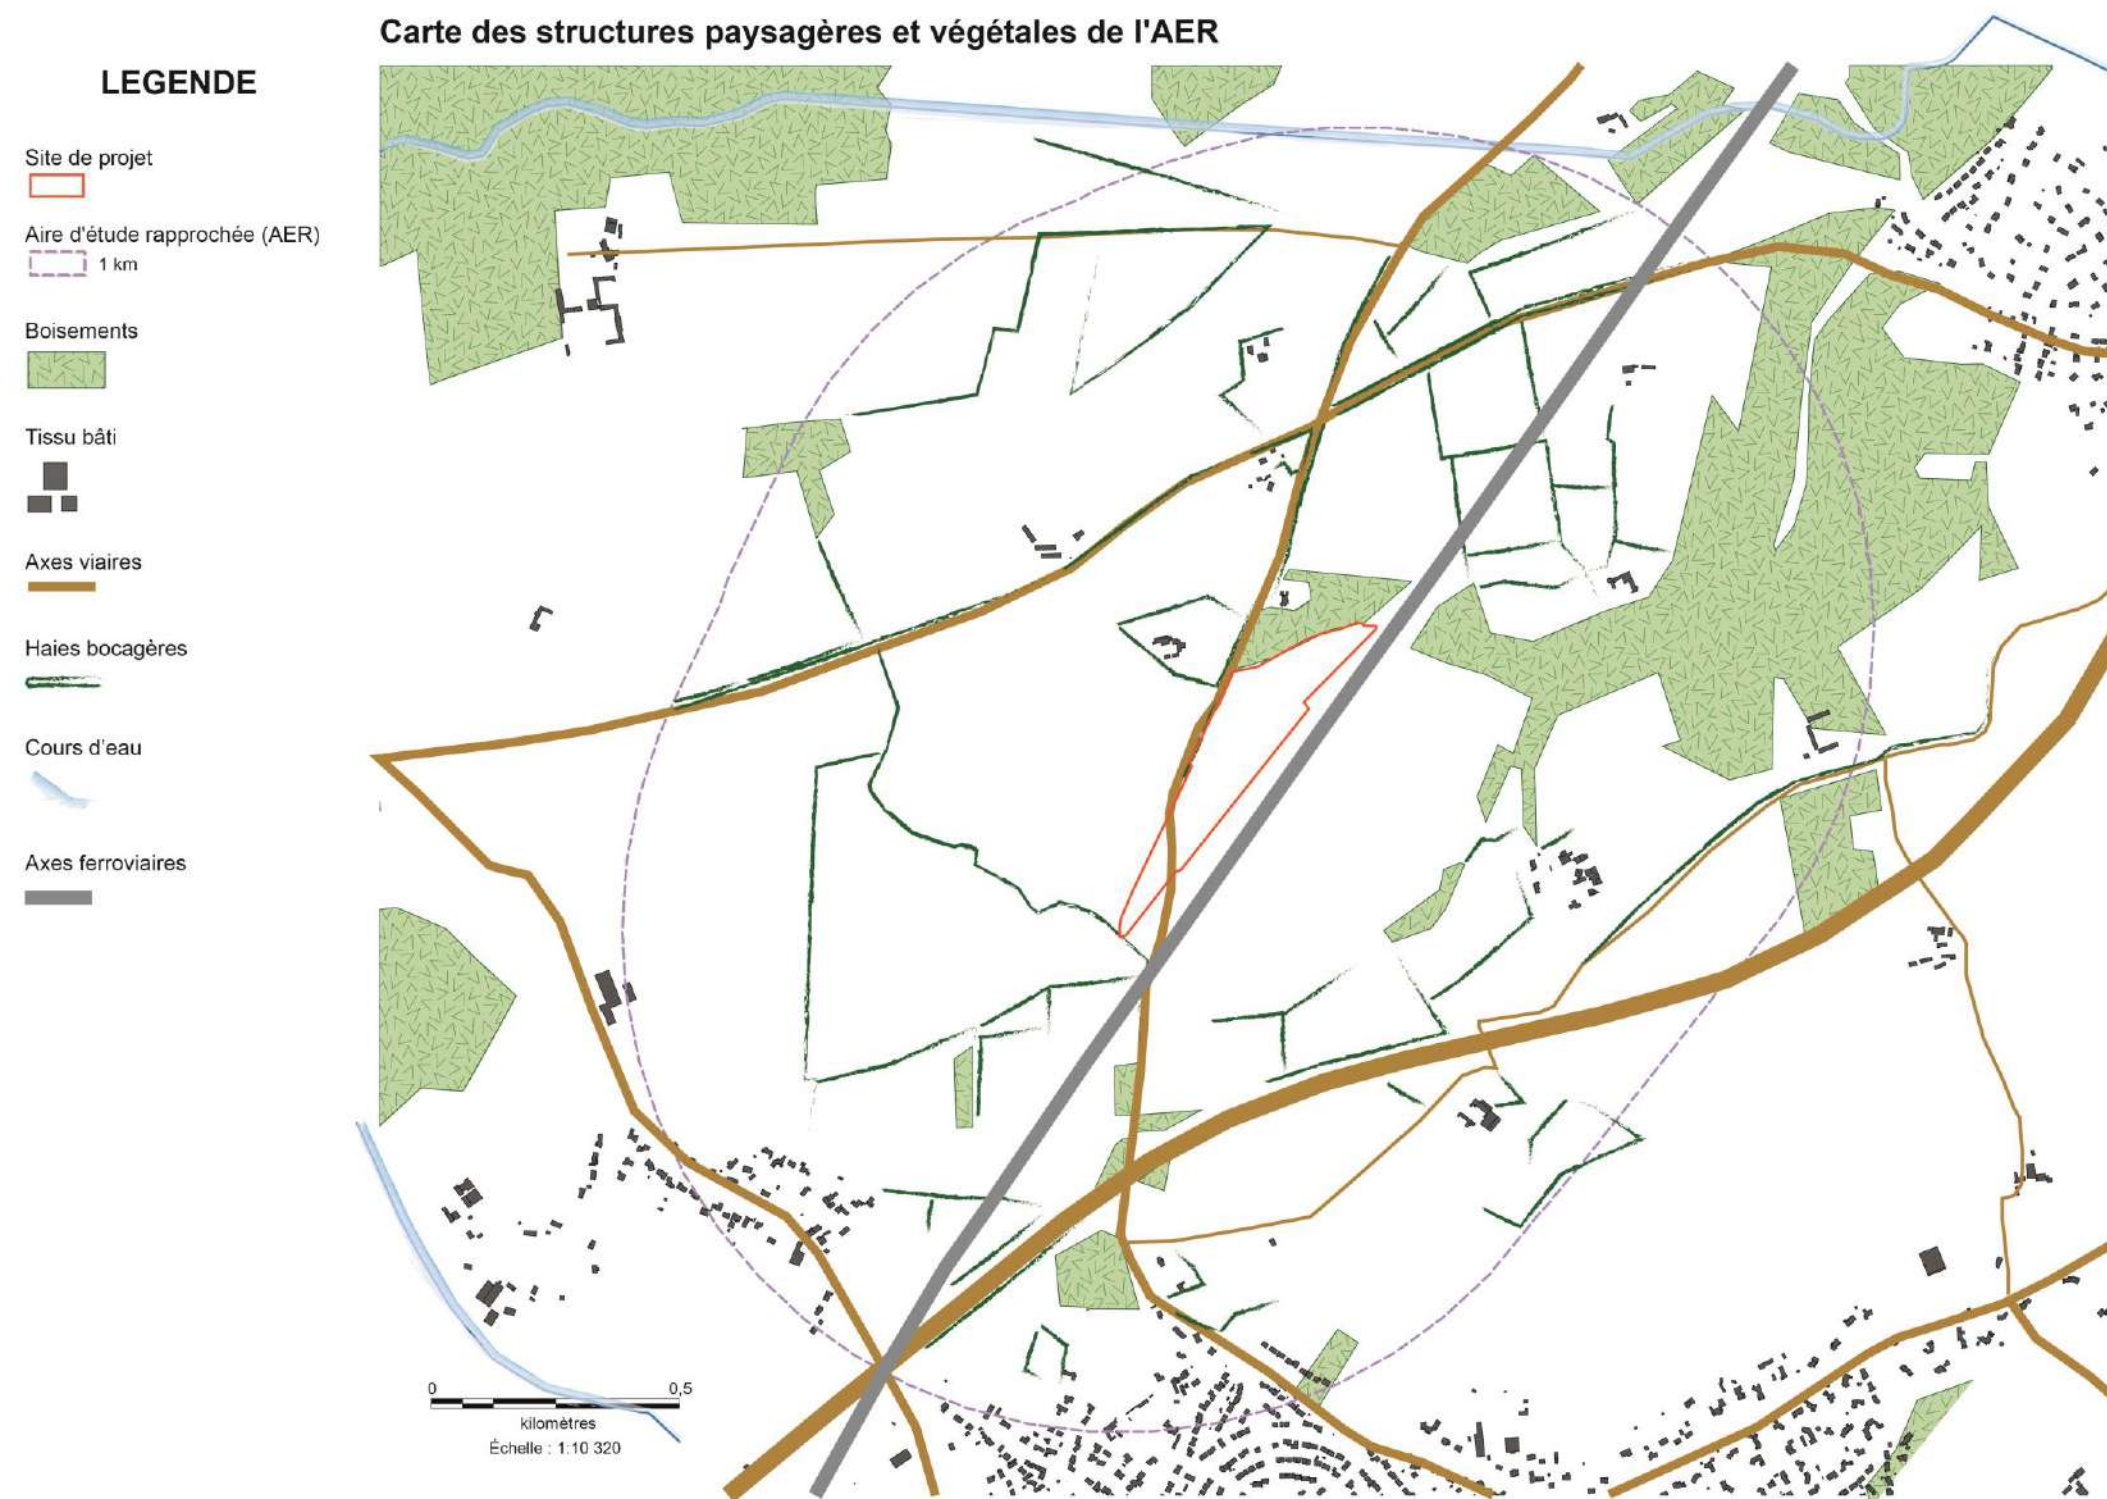 Carte des structures paysagères et végétales de l'AER
LEGENDE
Site de projet
Aire d'étude rapprochée (AER)
1 km
Boisements
Tissu bâti
Axes viaires
Haies bocagères
Cours d'eau
Axes ferroviaires
0 0,5
kilomètres
Échelle : 1:10 320